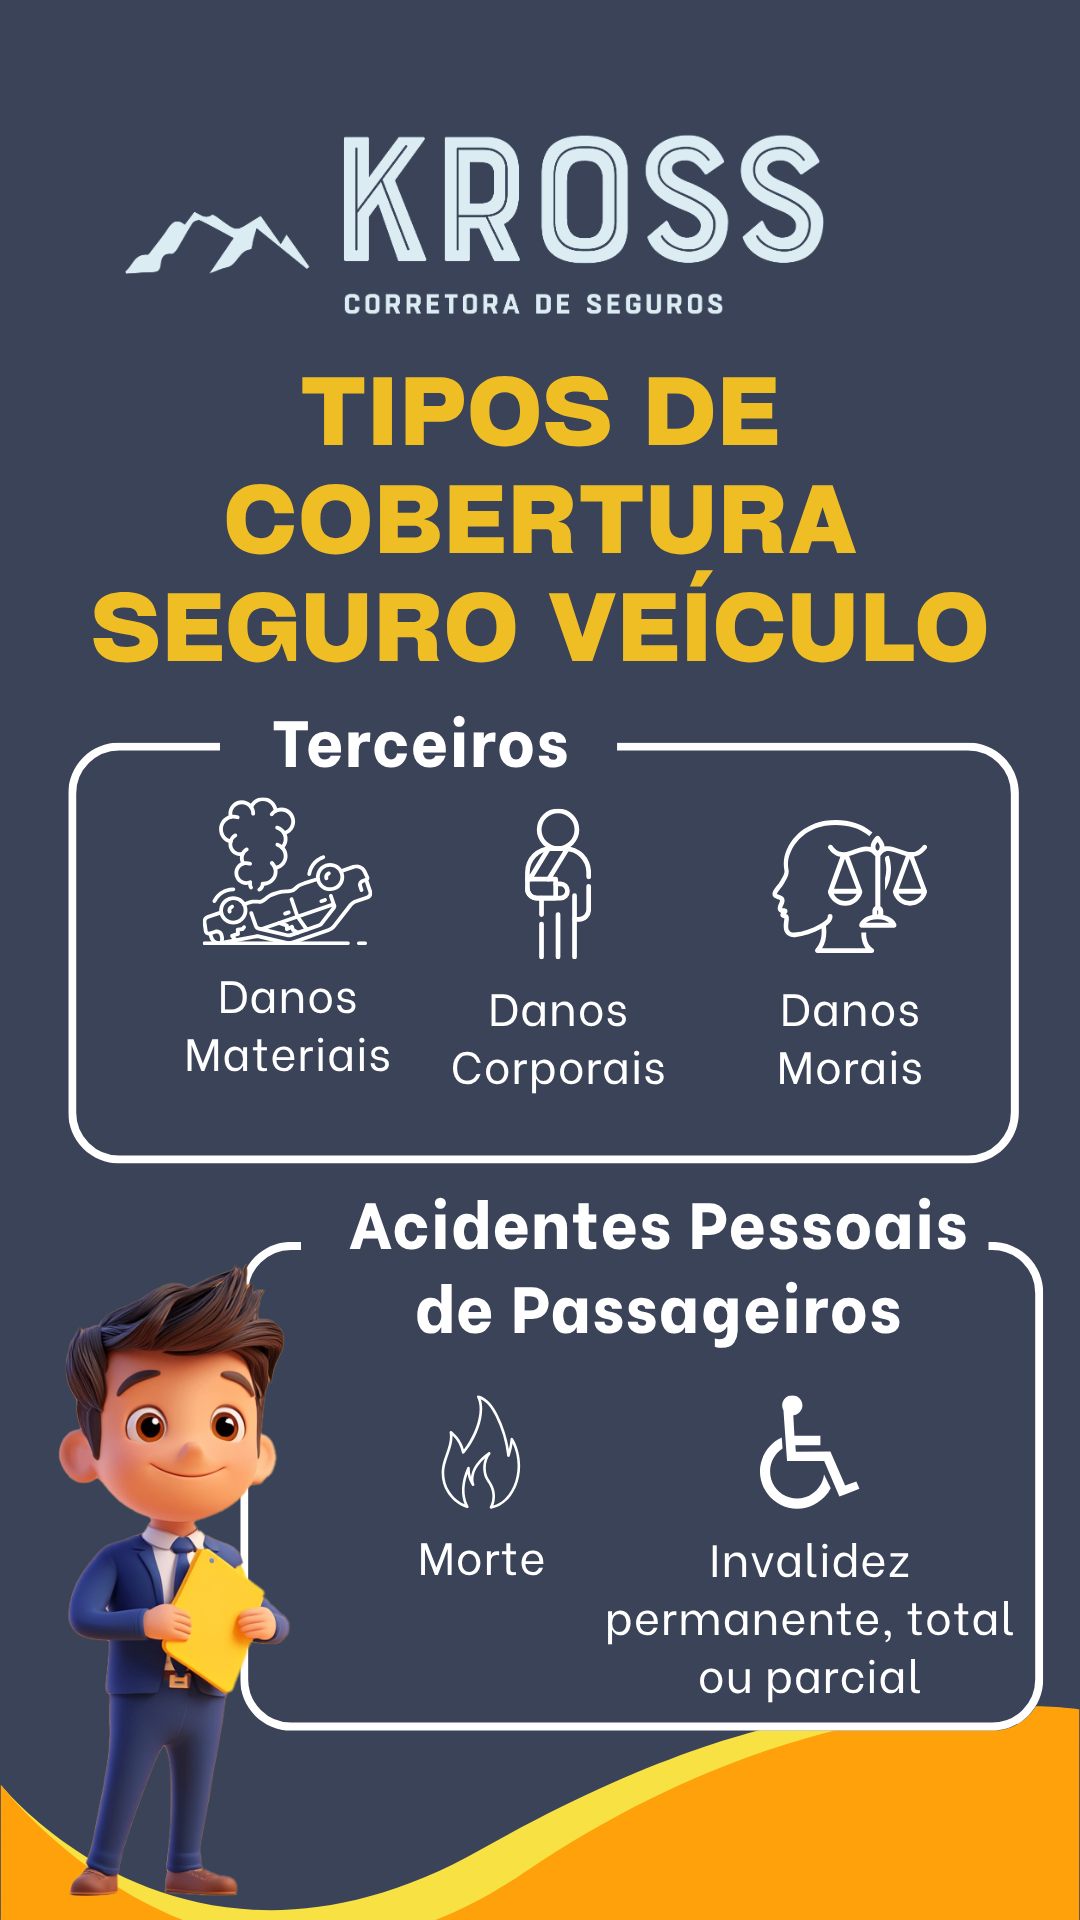 KROSS
CORRETORA DE SEGUROS
TIPOS DE
COBERTURA
SEGURO VEÍCULO
Terceiros
Danos
Materiais
Danos
Corporais
Danos
Morais
Acidentes Pessoais
de Passageiros
Morte
Invalidez
permanente, total
ou parcial